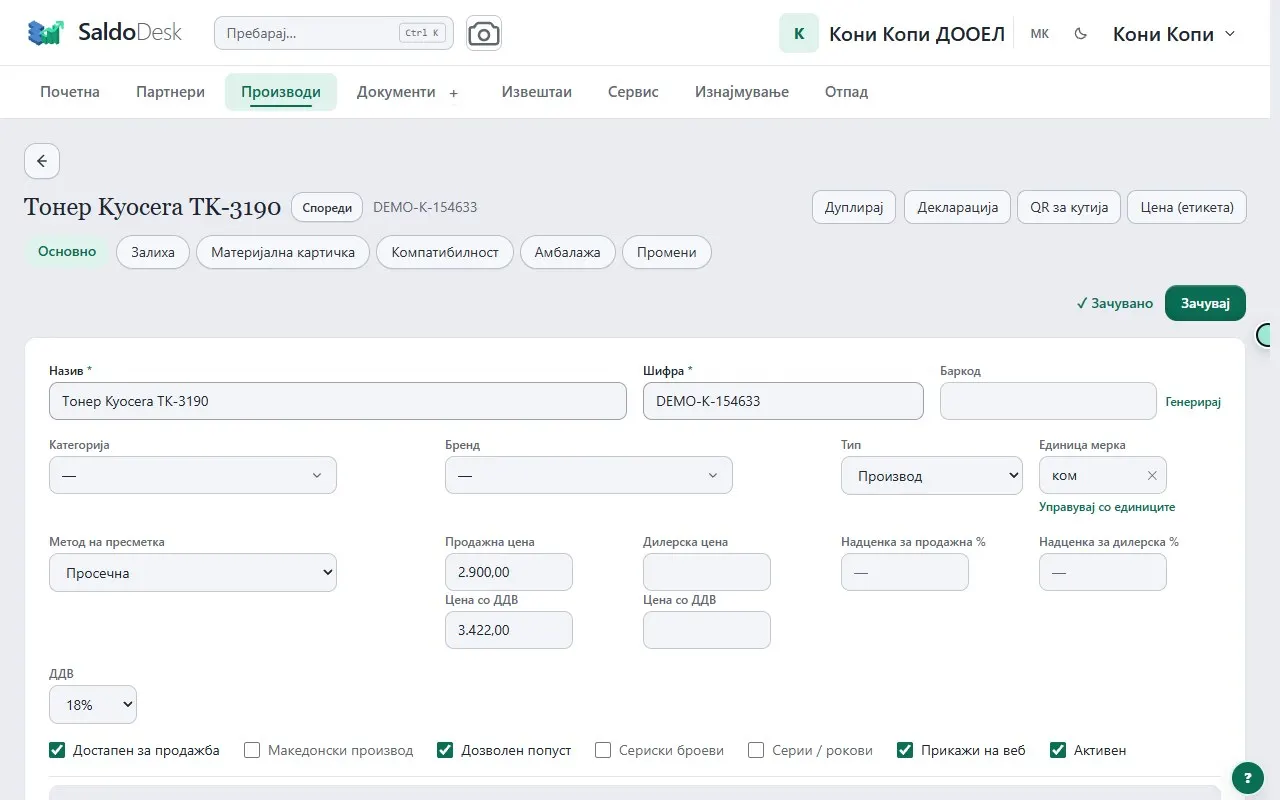 SaldoDesk
Пребарај...
Ctrl K
К
Кони Копи ДООЕЛ
МК
Кони Копи
Почетна
Партнери
Производи
Документи +
Извештаи
Сервис
Изнајмување
Отпад
Тонер Kyocera TK-3190
Спореди
DEMO-K-154633
Дуплирај
Декларација
QR за кутија
Цена (етикета)
Основно
Залиха
Материјална картичка
Компатибилност
Амбалажа
Промени
✓ Зачувано
Зачувај
Назив *
Шифра *
Баркод
Тонер Kyocera TK-3190
DEMO-K-154633
Генерирај
Категорија
Бренд
Тип
Единица мерка
—
—
Производ
ком
Управувај со единиците
Метод на пресметка
Продажна цена
Дилерска цена
Надценка за продажна %
Надценка за дилерска %
Просечна
2.900,00
—
—
Цена со ДДВ
Цена со ДДВ
3.422,00
ДДВ
18%
Достапен за продажба
Македонски производ
Дозволен попуст
Сериски броеви
Серии / рокови
Прикажи на веб
Активен
?